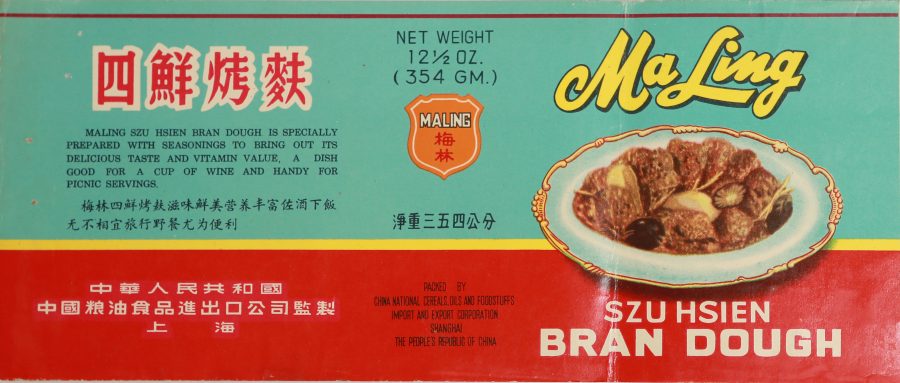 四鮮烤麩
MALING SZU HSIEN BRAN DOUGH IS SPECIALLY
PREPARED WITH SEASONINGS TO BRING OUT ITS
DELICIOUS TASTE AND VITAMIN VALUE, A DISH
GOOD FOR A CUP OF WINE AND HANDY FOR
PICNIC SERVINGS.
梅林四鮮烤麸滋味鮮美营养丰富佐酒下飯
无不相宜旅行野餐尤为便利
中華人民共和國
中國粮油食品進出口公司監製
上海
NET WEIGHT
12½ OZ.
(354 GM.)
MALING
梅
林
淨重三五四公分
PACKED BY
CHINA NATIONAL CEREALS, OILS AND FOODSTUFFS
IMPORT AND EXPORT CORPORATION
SHANGHAI
THE PEOPLE'S REPUBLIC OF CHINA
MaLing
SZU HSIEN
BRAN DOUGH